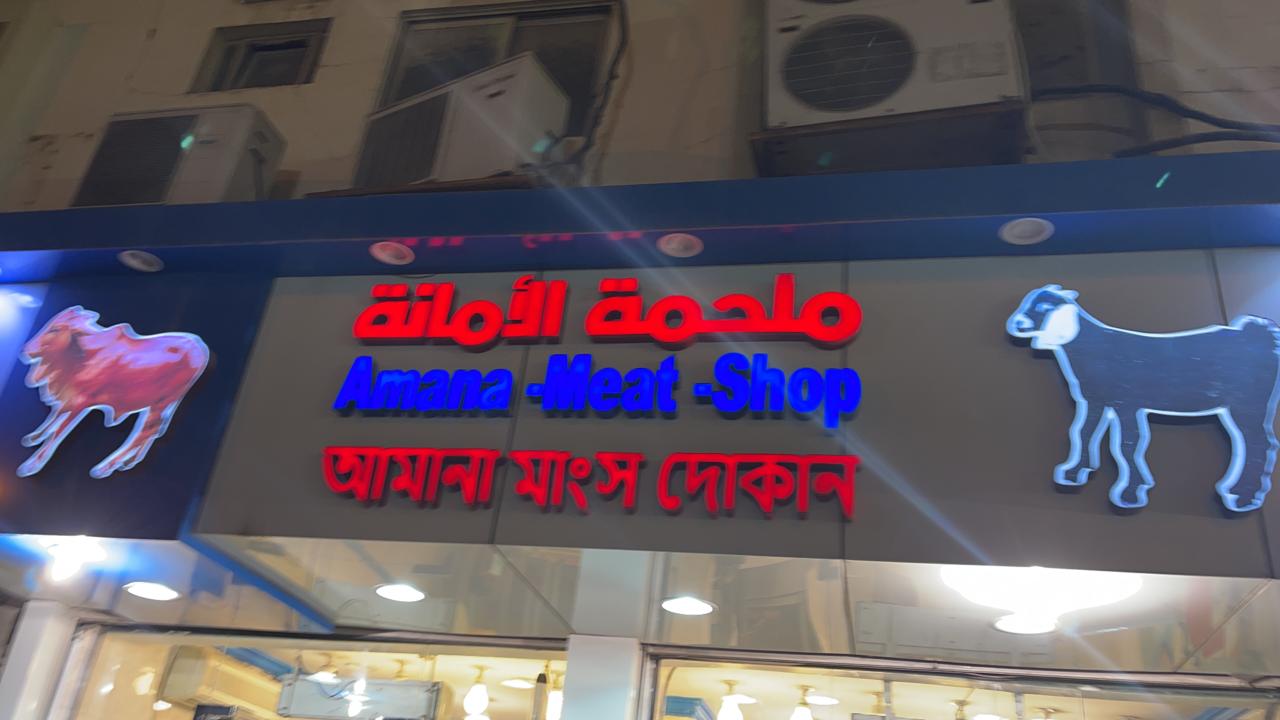 ملحمة الأمانة
Amana -Meat -Shop
আমানা মাংস দোকান